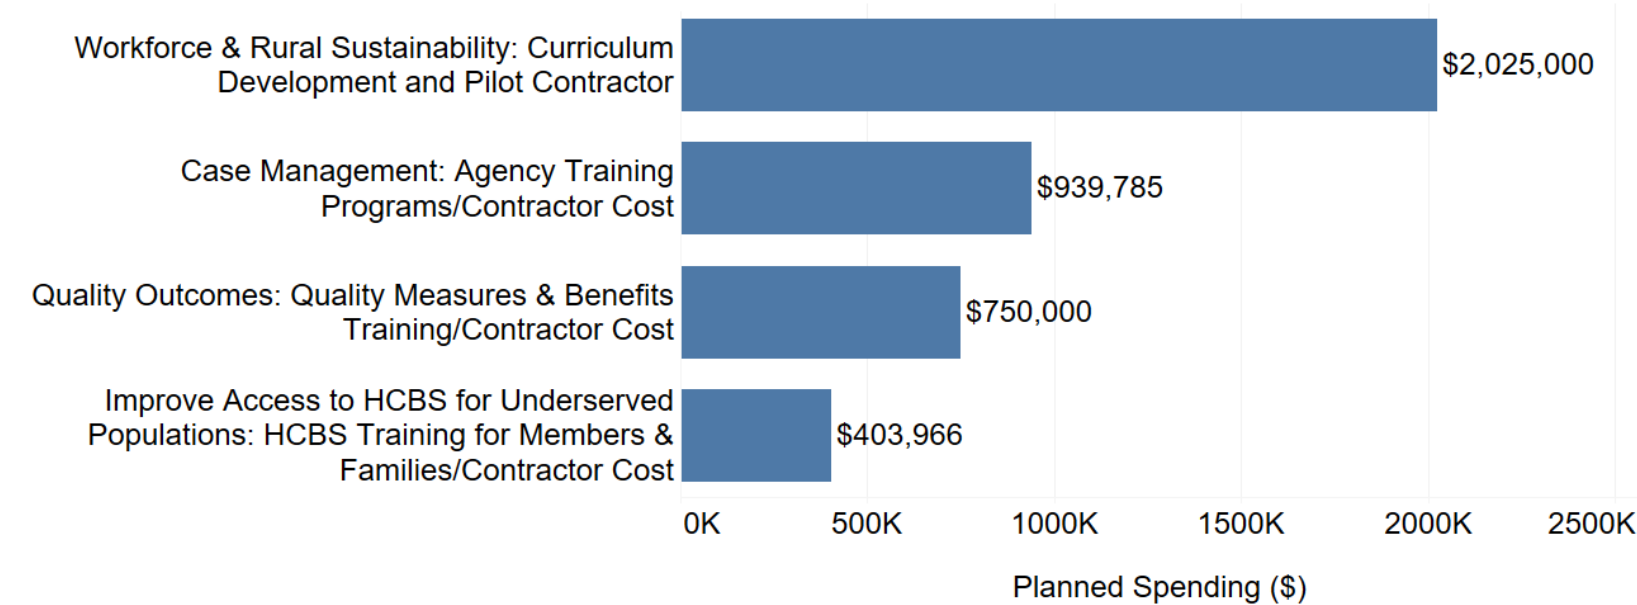 Workforce & Rural Sustainability: Curriculum
Development and Pilot Contractor
$2,025,000
Case Management: Agency Training
Programs/Contractor Cost
$939,785
Quality Outcomes: Quality Measures & Benefits
Training/Contractor Cost
$750,000
Improve Access to HCBS for Underserved
Populations: HCBS Training for Members &
Families/Contractor Cost
$403,966
0K 500K 1000K 1500K 2000K 2500K
Planned Spending ($)